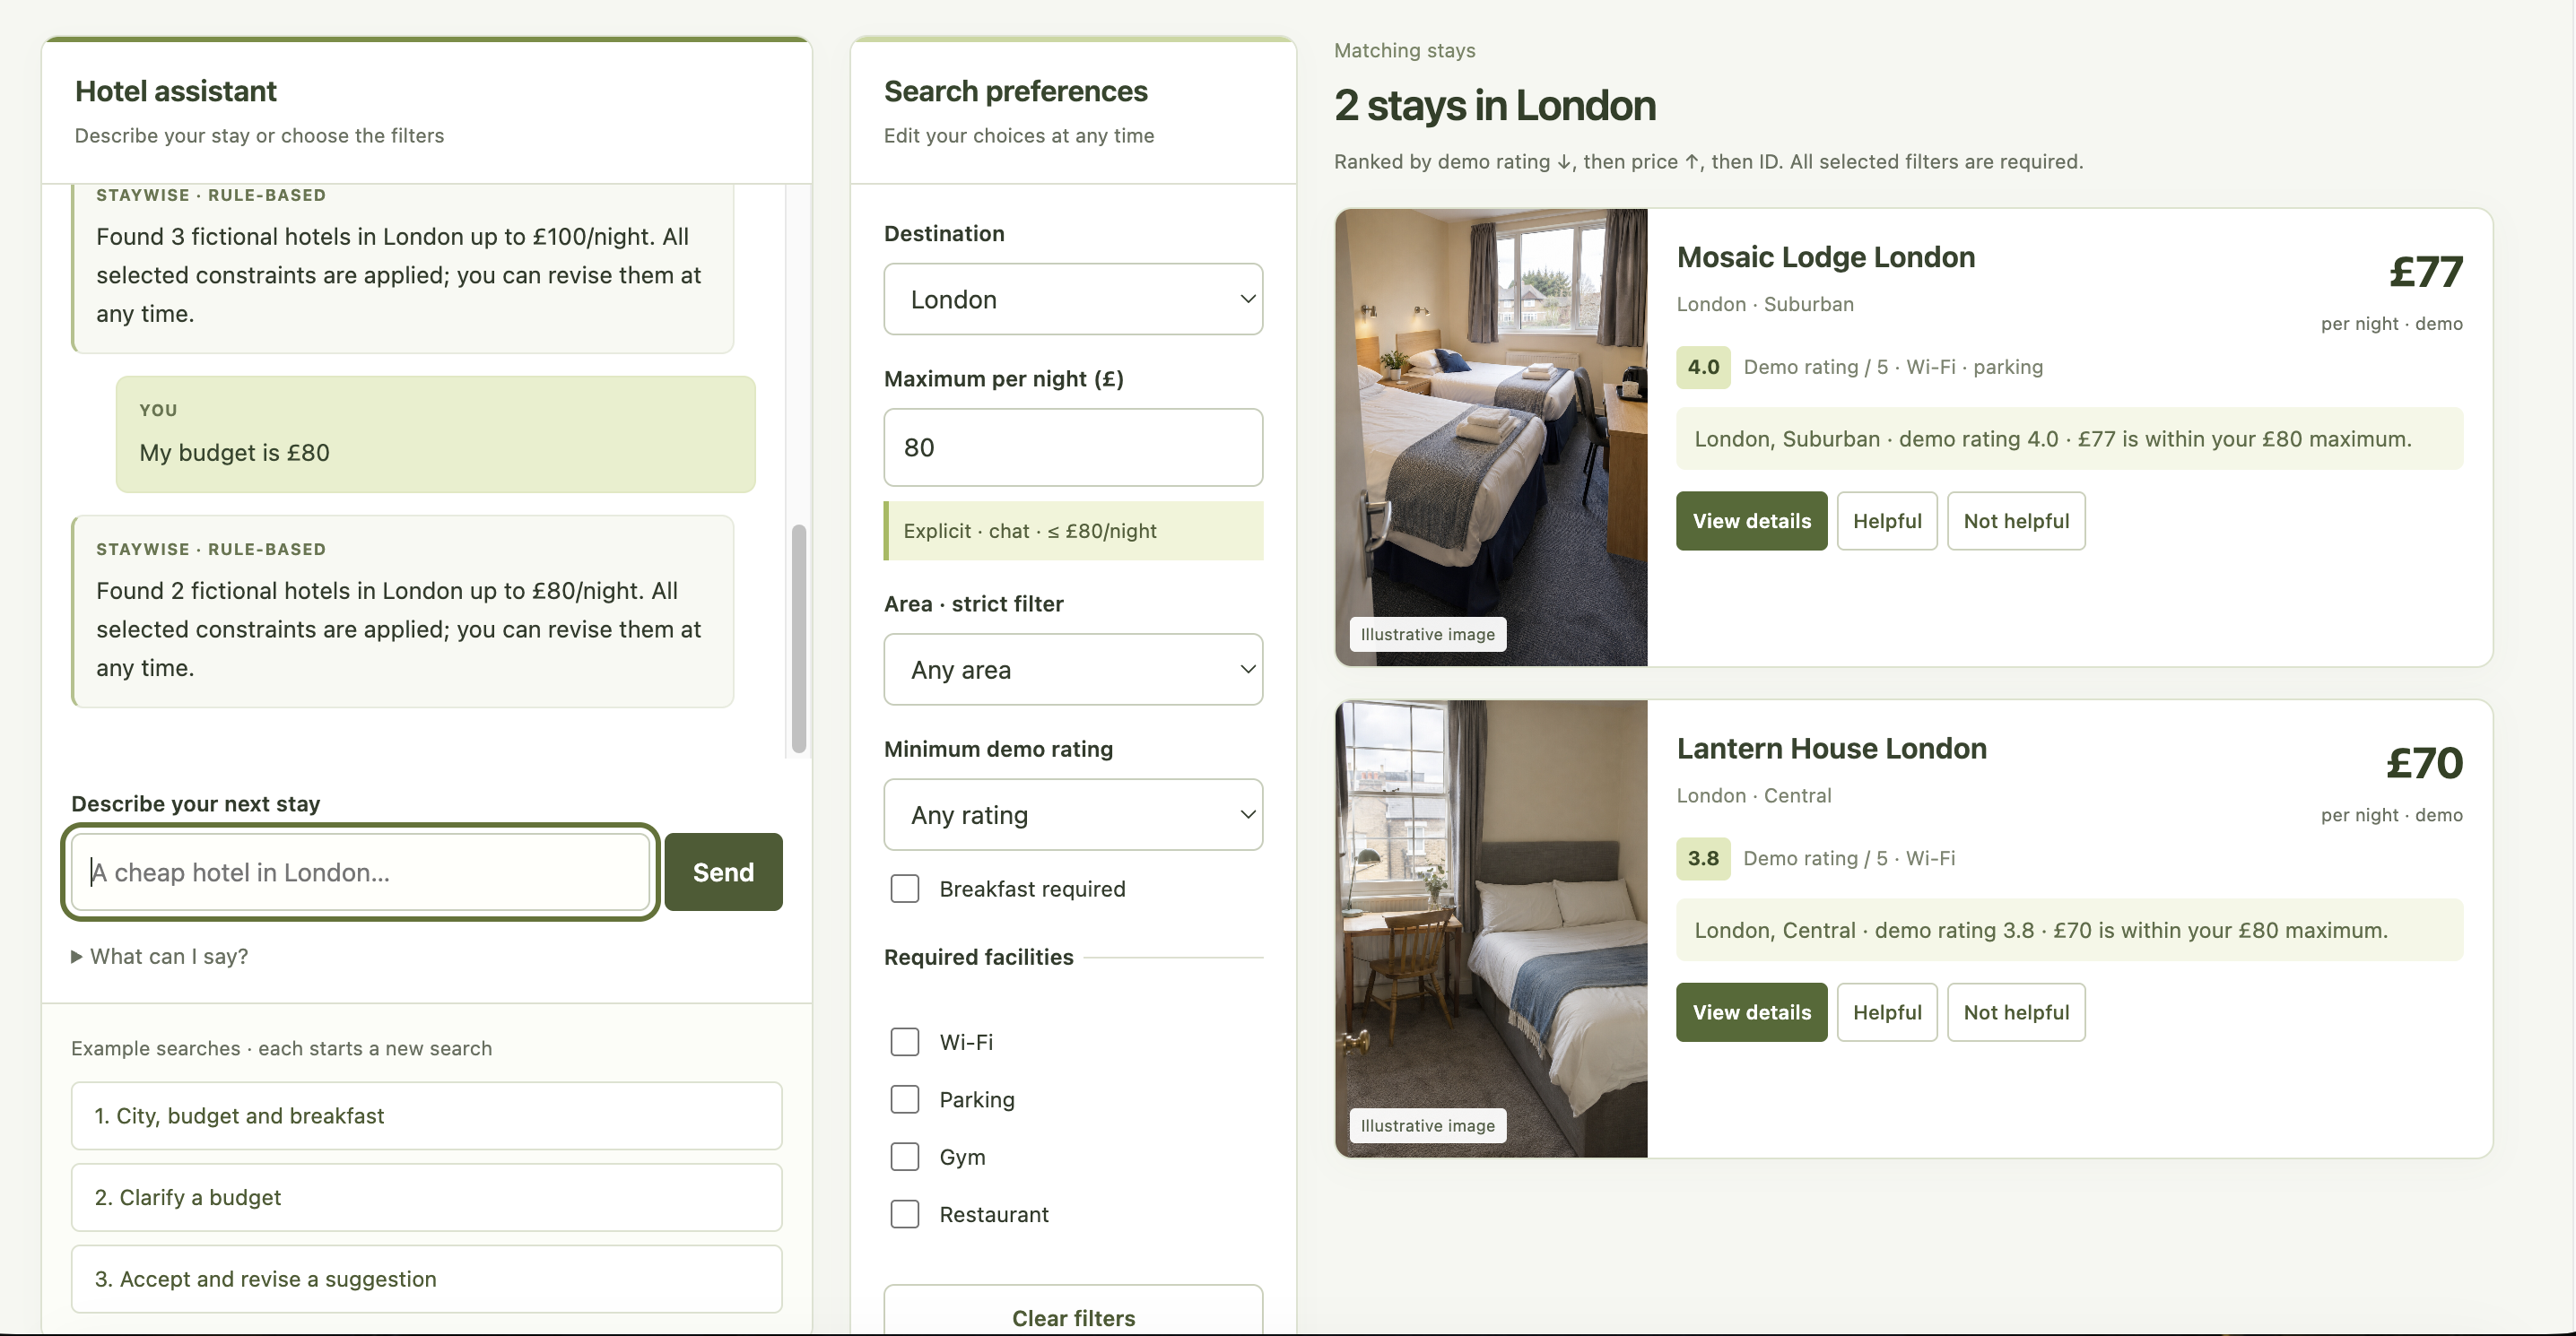 Hotel assistant
Describe your stay or choose the filters
STAYWISE · RULE-BASED
Found 3 fictional hotels in London up to £100/night. All
selected constraints are applied; you can revise them at
any time.
YOU
My budget is £80
STAYWISE · RULE-BASED
Found 2 fictional hotels in London up to £80/night. All
selected constraints are applied; you can revise them at
any time.
Describe your next stay
A cheap hotel in London...
Send
▶ What can I say?
Example searches · each starts a new search
1. City, budget and breakfast
2. Clarify a budget
3. Accept and revise a suggestion
Search preferences
Edit your choices at any time
Destination
London
Maximum per night (£)
80
Explicit · chat · ≤ £80/night
Area · strict filter
Any area
Minimum demo rating
Any rating
Breakfast required
Required facilities
Wi-Fi
Parking
Gym
Restaurant
Clear filters
Matching stays
2 stays in London
Ranked by demo rating ↓, then price ↑, then ID. All selected filters are required.
Illustrative image
Mosaic Lodge London
£77
London · Suburban
per night · demo
4.0 Demo rating / 5 · Wi-Fi · parking
London, Suburban · demo rating 4.0 · £77 is within your £80 maximum.
View details
Helpful
Not helpful
Illustrative image
Lantern House London
£70
London · Central
per night · demo
3.8 Demo rating / 5 · Wi-Fi
London, Central · demo rating 3.8 · £70 is within your £80 maximum.
View details
Helpful
Not helpful